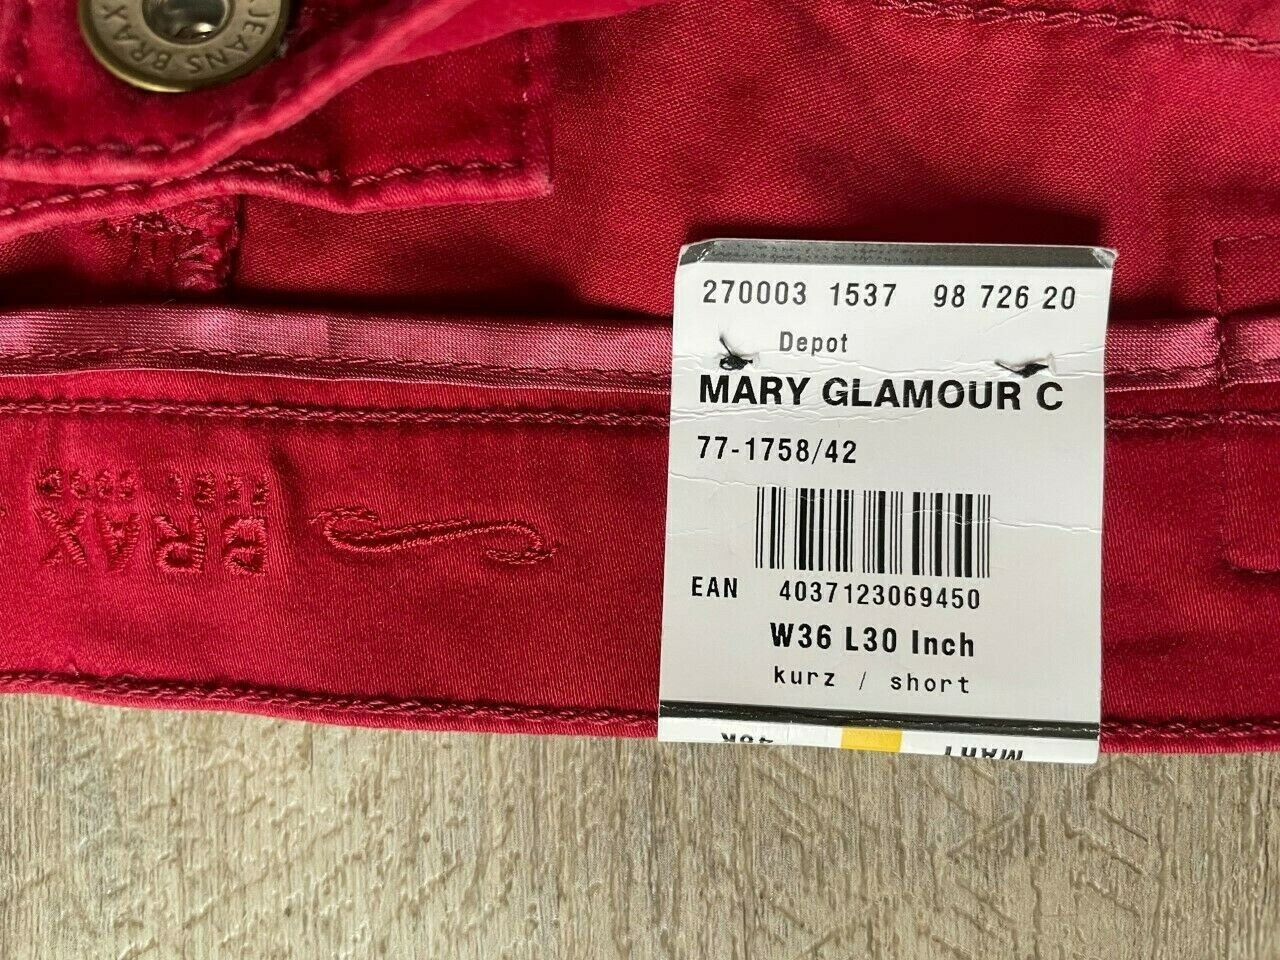 JEANS BRAX
270003 1537 98 726 20
Depot
MARY GLAMOUR C
77-1758/42
EAN 4037123069450
W36 L30 Inch
kurz / short
BRAX
48K